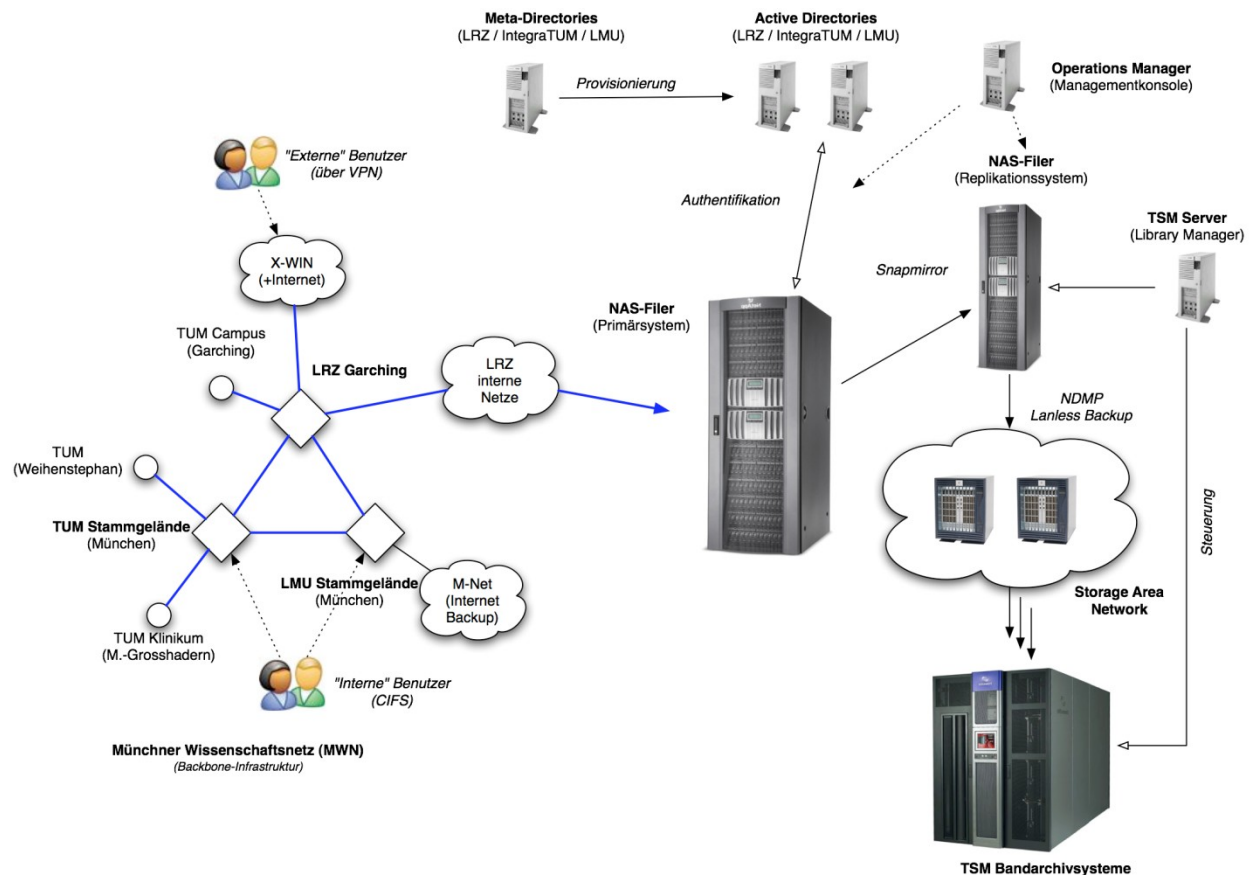 Meta-Directories
(LRZ / IntegraTUM / LMU)
Active Directories
(LRZ / IntegraTUM / LMU)
Provisionierung
Operations Manager
(Managementkonsole)
"Externe" Benutzer
(über VPN)
NAS-Filer
(Replikationssystem)
Authentifikation
TSM Server
(Library Manager)
X-WIN
(+Internet)
Snapmirror
NAS-Filer
(Primärsystem)
TUM Campus
(Garching)
LRZ Garching
LRZ
interne
Netze
NDMP
Lanless Backup
TUM
(Weihenstephan)
TUM Stammgelände
(München)
LMU Stammgelände
(München)
M-Net
(Internet
Backup)
Steuerung
Storage Area
Network
TUM Klinikum
(M.-Grosshadern)
"Interne" Benutzer
(CIFS)
Münchner Wissenschaftsnetz (MWN)
(Backbone-Infrastruktur)
TSM Bandarchivsysteme